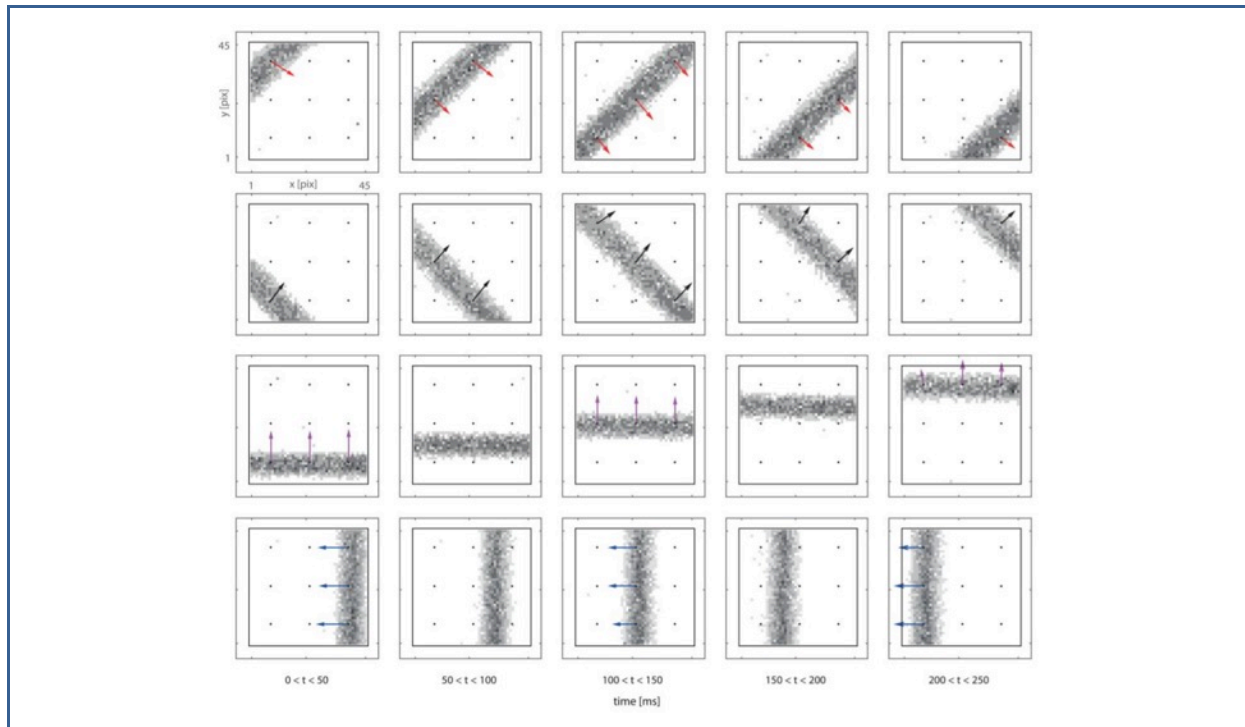 45
y [pix]
1
1 x [pix] 45
0 < t < 50 50 < t < 100 100 < t < 150 150 < t < 200 200 < t < 250
time [ms]